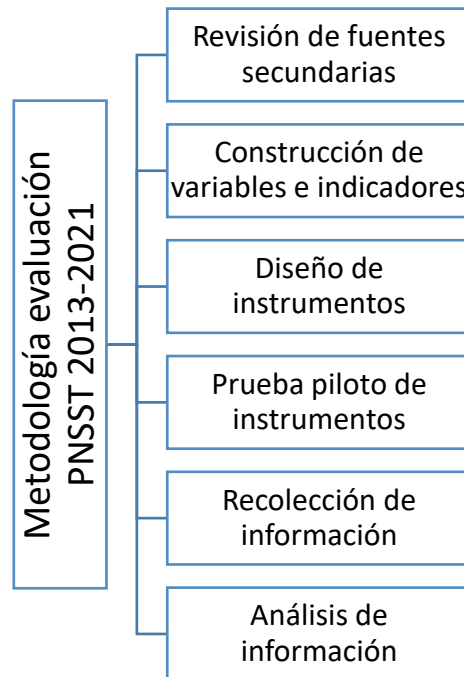 Metodología evaluación
PNSST 2013-2021
Revisión de fuentes
secundarias
Construcción de
variables e indicadores
Diseño de
instrumentos
Prueba piloto de
instrumentos
Recolección de
información
Análisis de
información